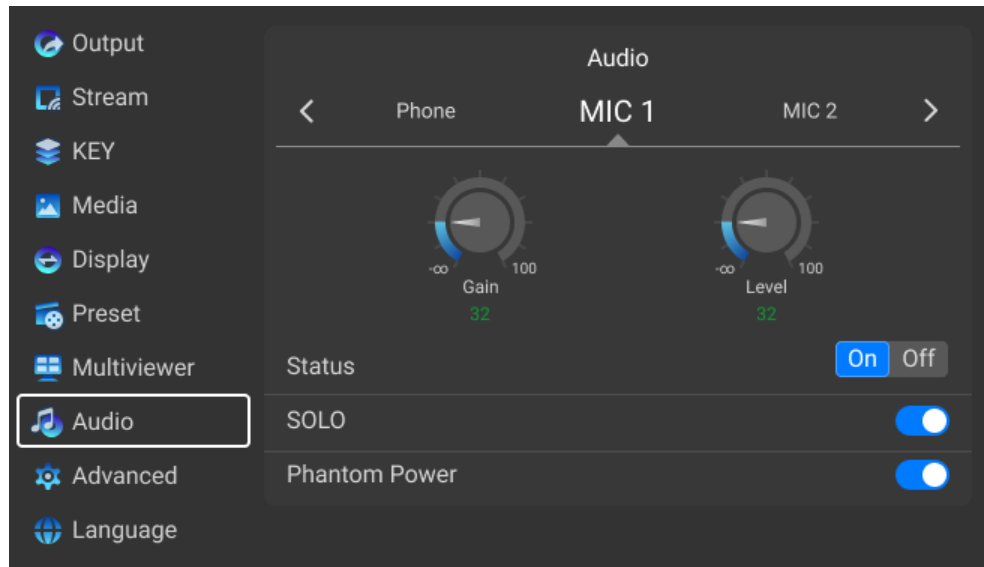 Output
Stream
KEY
Media
Display
Preset
Multiviewer
Audio
Advanced
Language
Audio
Phone MIC 1 MIC 2
-∞ 100 -∞ 100
Gain Level
32 32
Status On Off
SOLO
Phantom Power